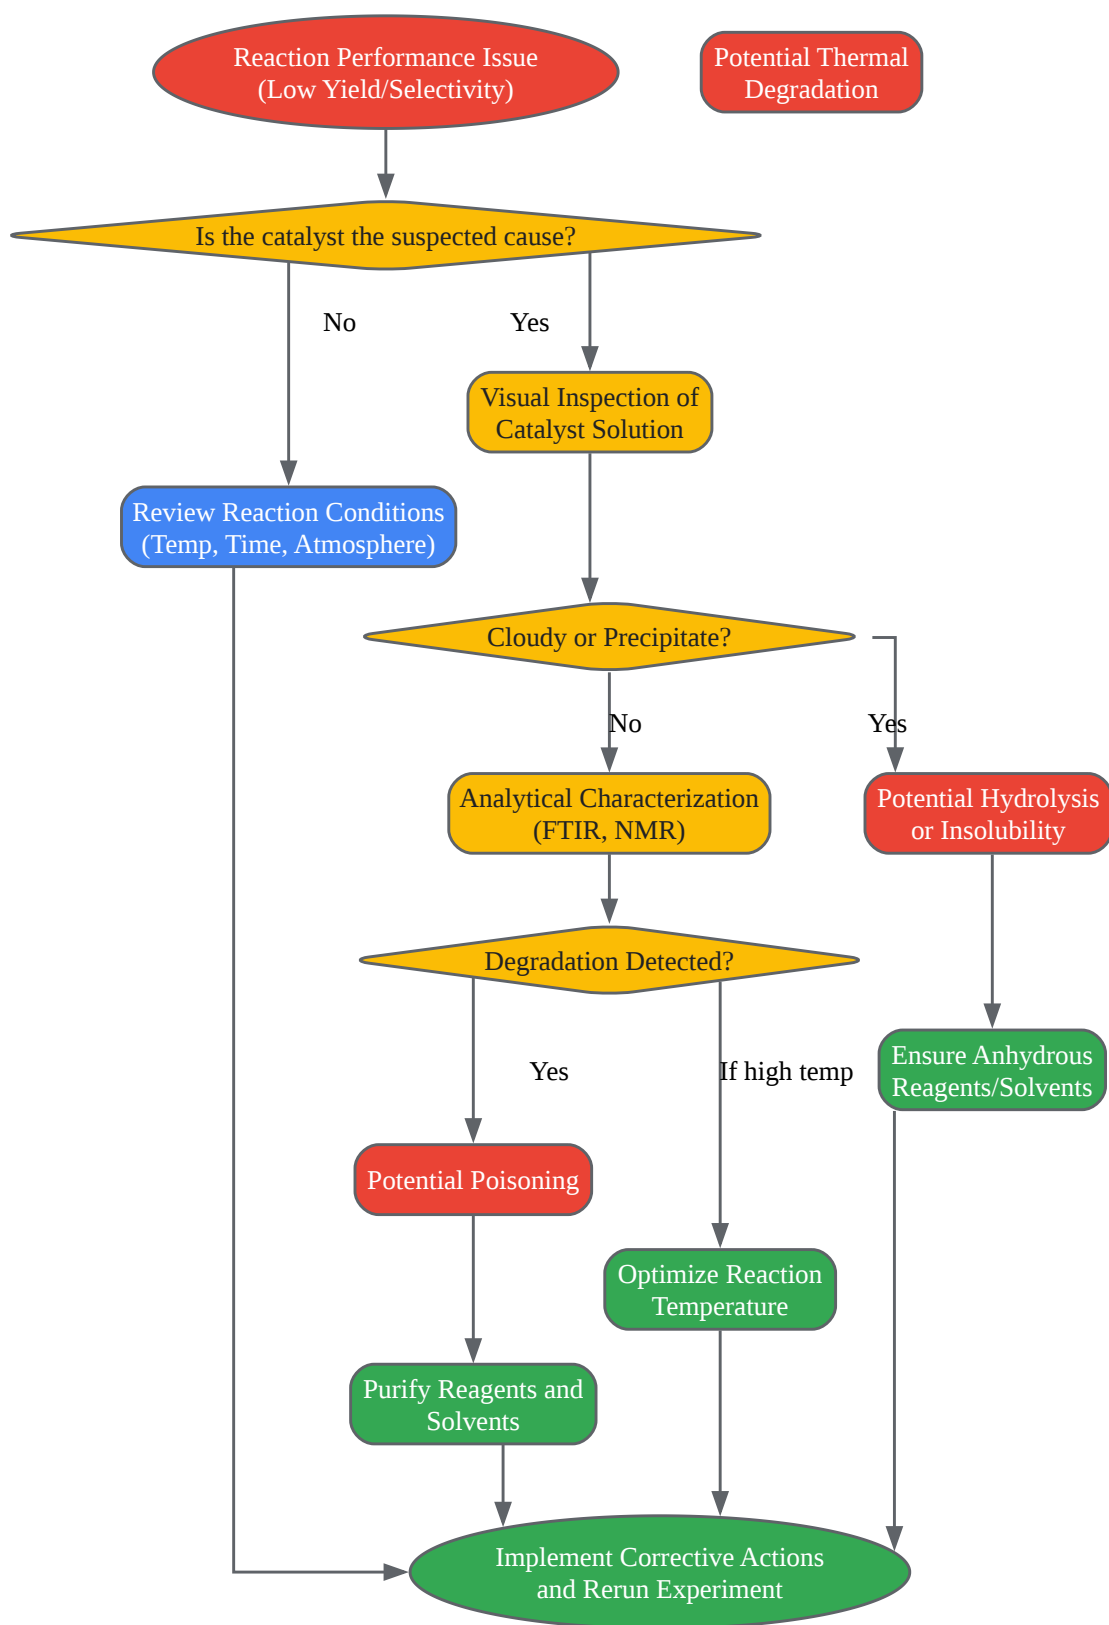 Reaction Performance Issue
(Low Yield/Selectivity)
Potential Thermal
Degradation
Is the catalyst the suspected cause?
No
Yes
Visual Inspection of
Catalyst Solution
Review Reaction Conditions
(Temp, Time, Atmosphere)
Cloudy or Precipitate?
No
Yes
Analytical Characterization
(FTIR, NMR)
Potential Hydrolysis
or Insolubility
Degradation Detected?
Yes
If high temp
Ensure Anhydrous
Reagents/Solvents
Potential Poisoning
Optimize Reaction
Temperature
Purify Reagents and
Solvents
Implement Corrective Actions
and Rerun Experiment